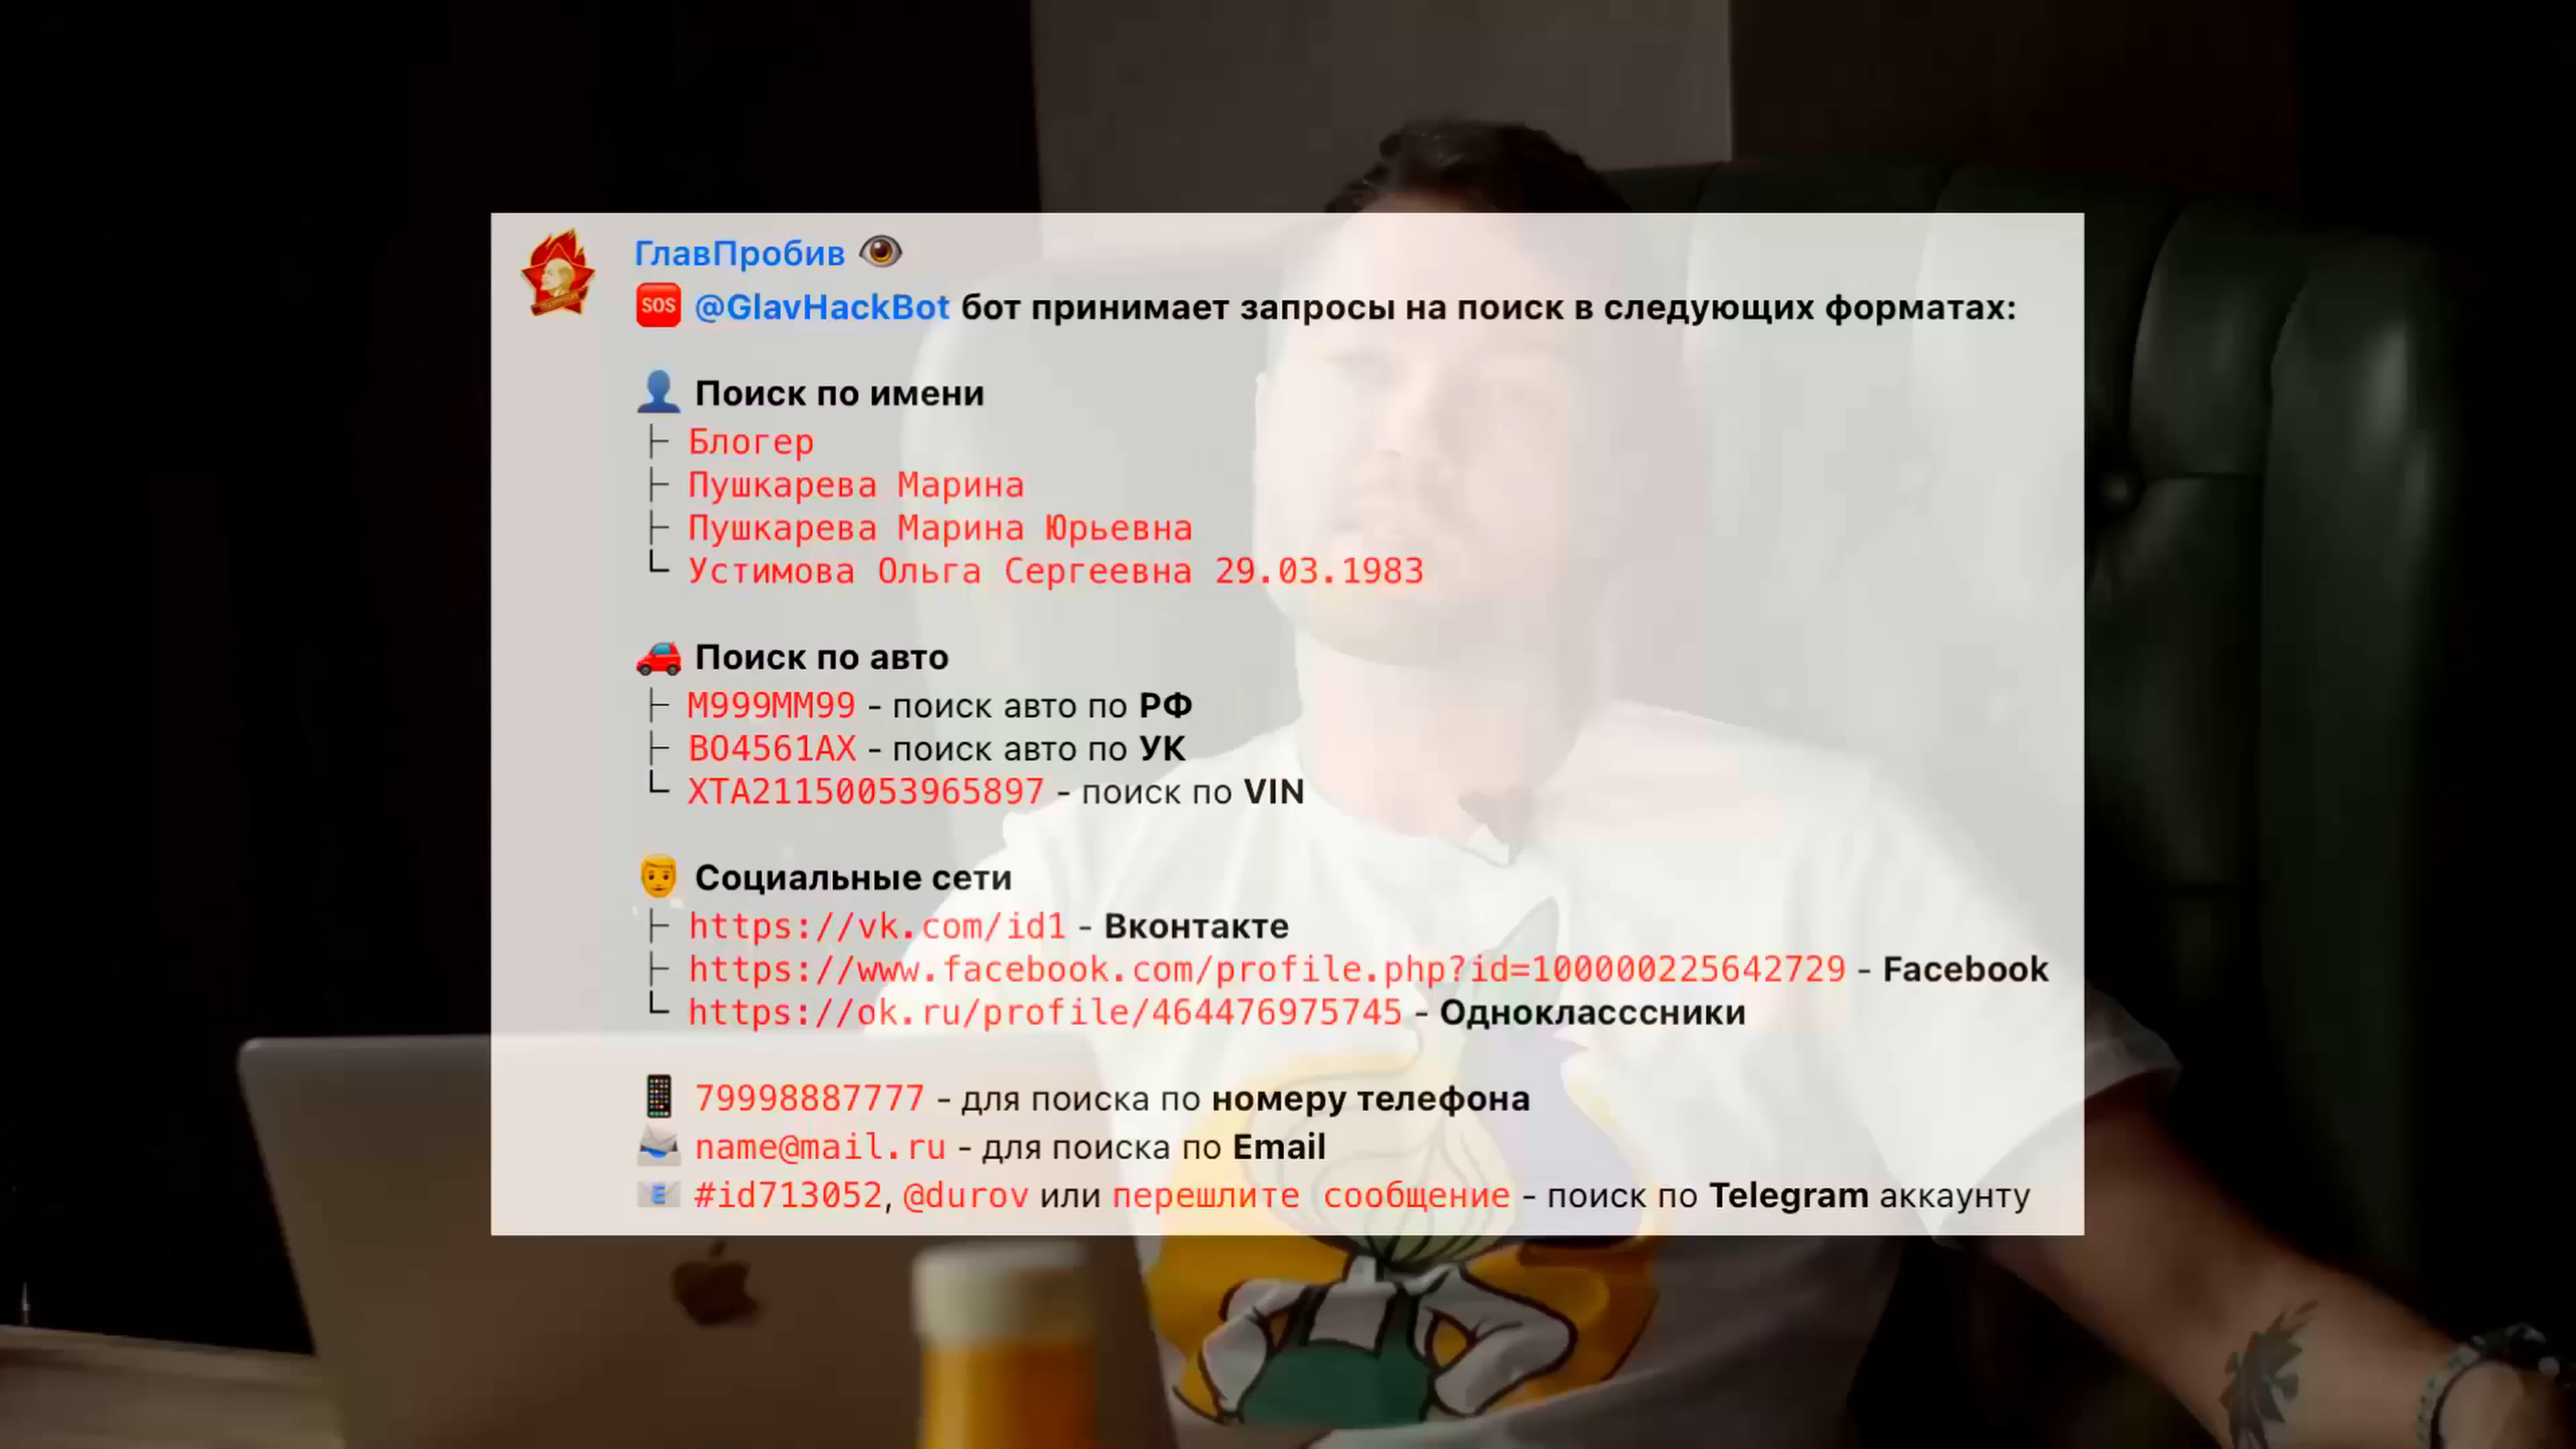 ГлавПробив
SOS @GlavHackBot бот принимает запросы на поиск в следующих форматах:
Поиск по имени
Блогер
Пушкарева Марина
Пушкарева Марина Юрьевна
Устимова Ольга Сергеевна 29.03.1983
Поиск по авто
М999ММ99 - поиск авто по РФ
ВО4561АХ - поиск авто по УК
XTA21150053965897 - поиск по VIN
Социальные сети
https://vk.com/id1 - Вконтакте
https://www.facebook.com/profile.php?id=100000225642729 - Facebook
https://ok.ru/profile/464476975745 - Однокласссники
79998887777 - для поиска по номеру телефона
name@mail.ru - для поиска по Email
#id713052, @durov или перешлите сообщение - поиск по Telegram аккаунту